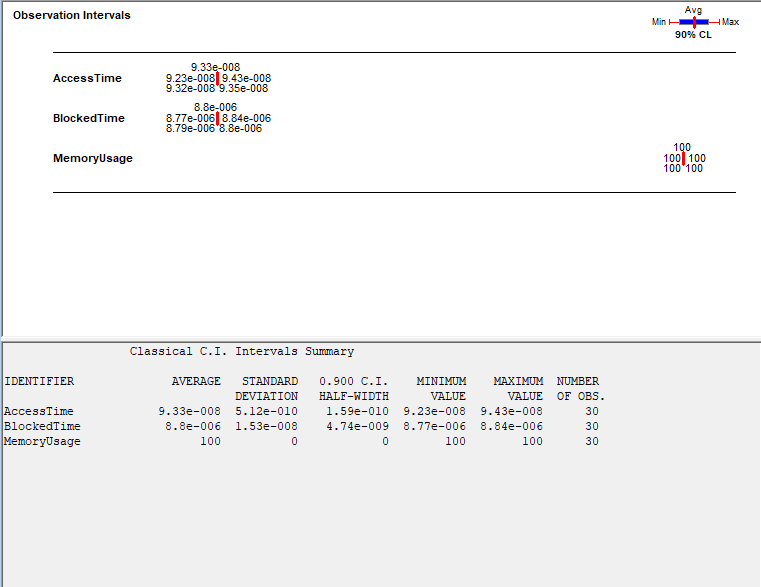 Observation Intervals
Avg
Min Max
90% CL
9.33e-008
AccessTime 9.23e-008 9.43e-008
9.32e-008 9.35e-008
8.8e-006
BlockedTime 8.77e-006 8.84e-006
8.79e-006 8.8e-006
100
MemoryUsage 100 100
100 100
Classical C.I. Intervals Summary
IDENTIFIER AVERAGE STANDARD 0.900 C.I. MINIMUM MAXIMUM NUMBER
DEVIATION HALF-WIDTH VALUE VALUE OF OBS.
AccessTime 9.33e-008 5.12e-010 1.59e-010 9.23e-008 9.43e-008 30
BlockedTime 8.8e-006 1.53e-008 4.74e-009 8.77e-006 8.84e-006 30
MemoryUsage 100 0 0 100 100 30